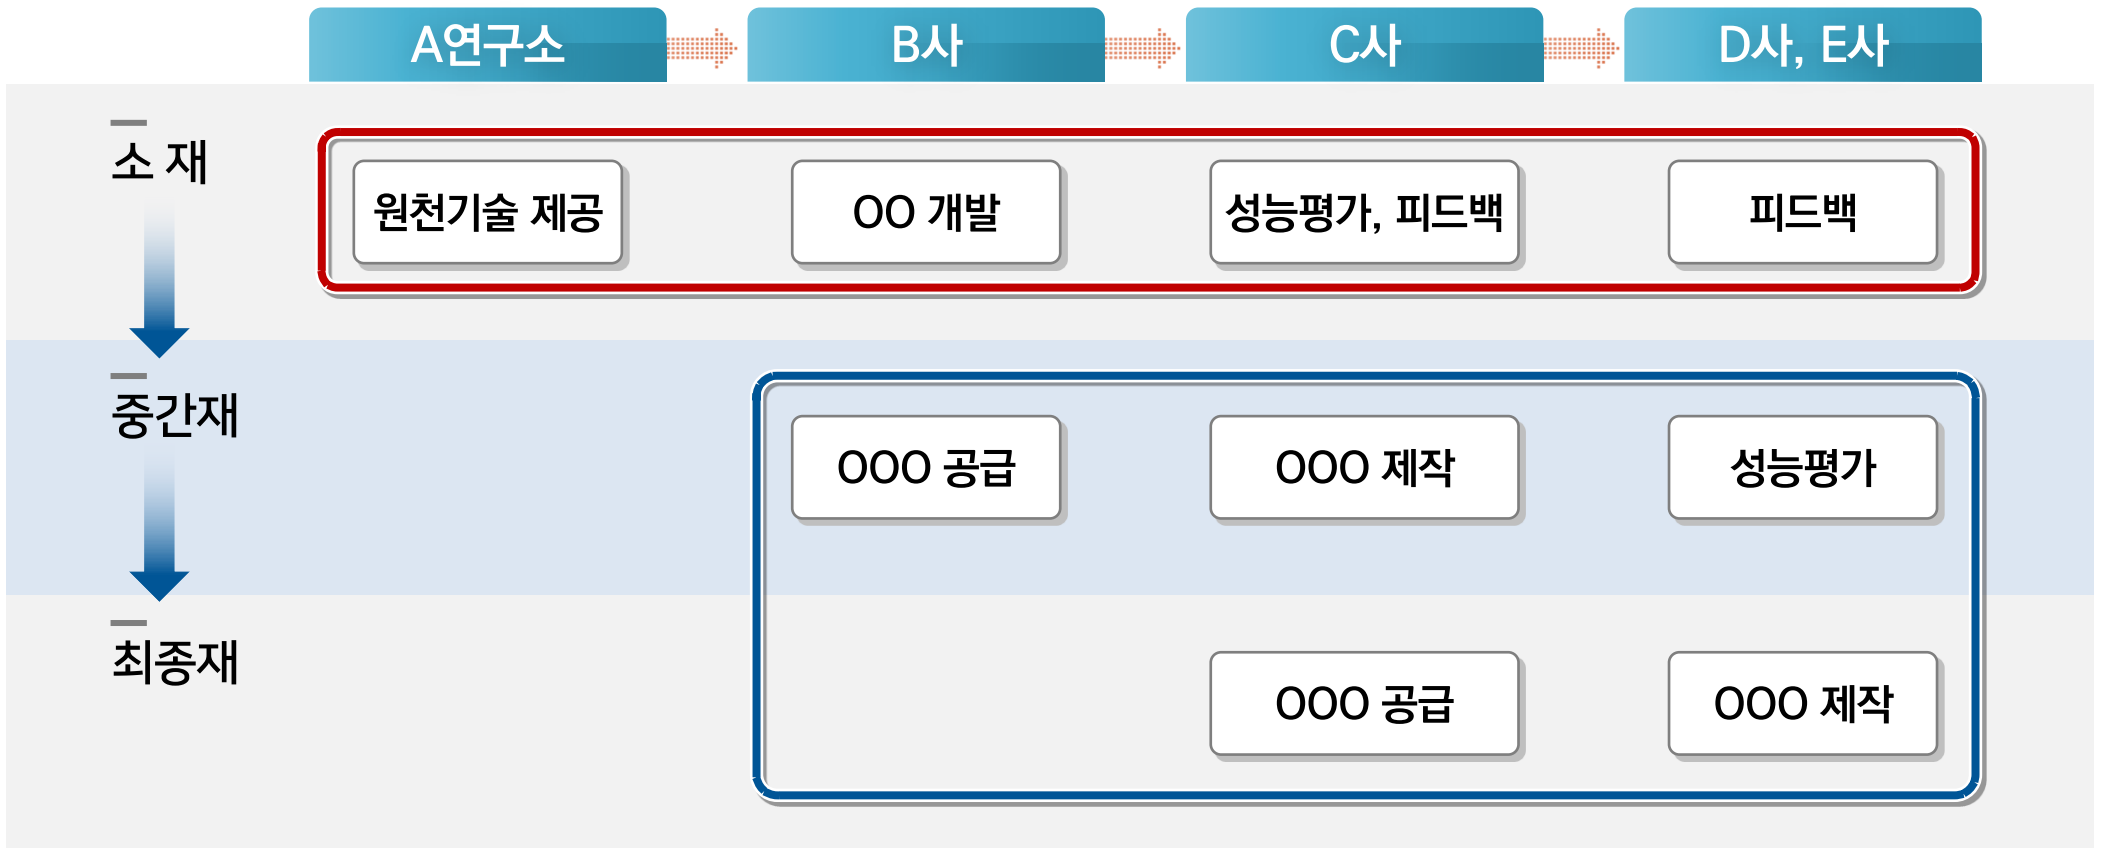 A연구소
B사
C사
D사, E사
소 재
원천기술 제공
OO 개발
성능평가, 피드백
피드백
중간재
OOO 공급
OOO 제작
성능평가
최종재
OOO 공급
OOO 제작